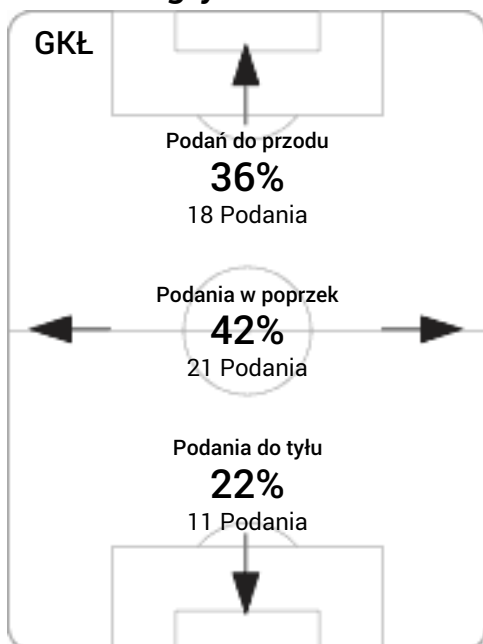 GKŁ
Podań do przodu
36%
18 Podania
Podania w poprzek
42%
21 Podania
Podania do tyłu
22%
11 Podania